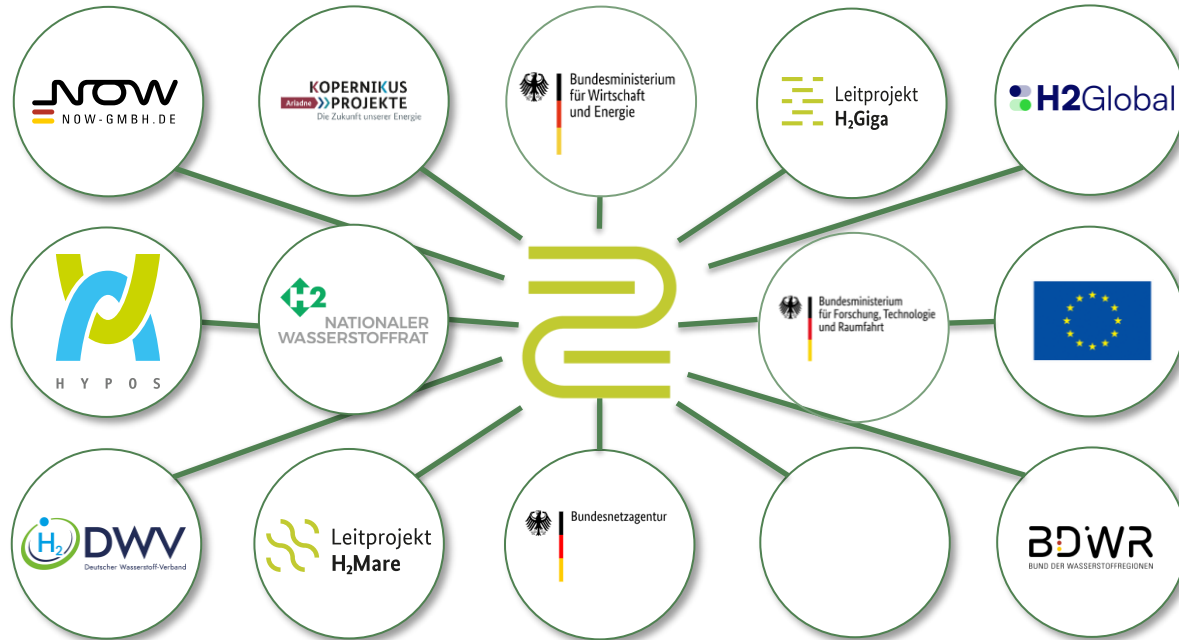 NOW
NOW-GMBH.DE
KOPERNIKUS
Ariadne PROJEKTE
Die Zukunft unserer Energie
Bundesministerium
für Wirtschaft
und Energie
Leitprojekt
H₂Giga
H2Global
HYPOS
H2
NATIONALER
WASSERSTOFFRAT
Bundesministerium
für Forschung, Technologie
und Raumfahrt
H₂ DWV
Deutscher Wasserstoff-Verband
Leitprojekt
H₂Mare
Bundesnetzagentur
BDWR
BUND DER WASSERSTOFFREGIONEN